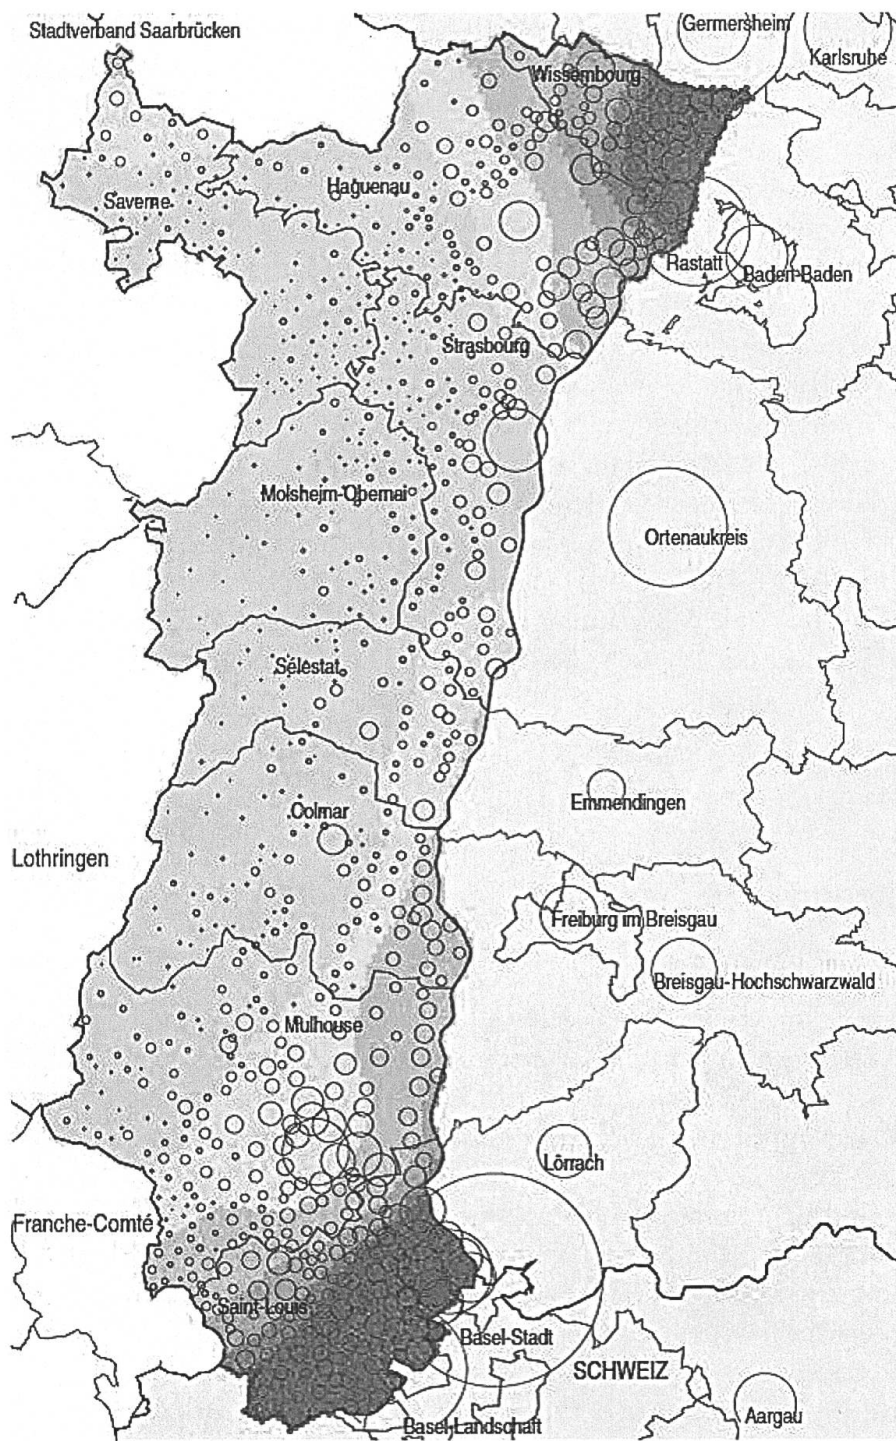 Germersheim
Stadtverband Saarbrücken
Karlsruhe
Wissembourg
Haguenau
Saverne
Rastatt
Baden-Baden
Strasbourg
Molsheim-Obernai
Ortenaukreis
Sélestat
Emmendingen
Colmar
Lothringen
Freiburg im Breisgau
Breisgau-Hochschwarzwald
Mulhouse
Lörrach
Franche-Comté
Saint-Louis
Basel-Stadt
SCHWEIZ
Basel-Landschaft
Aargau